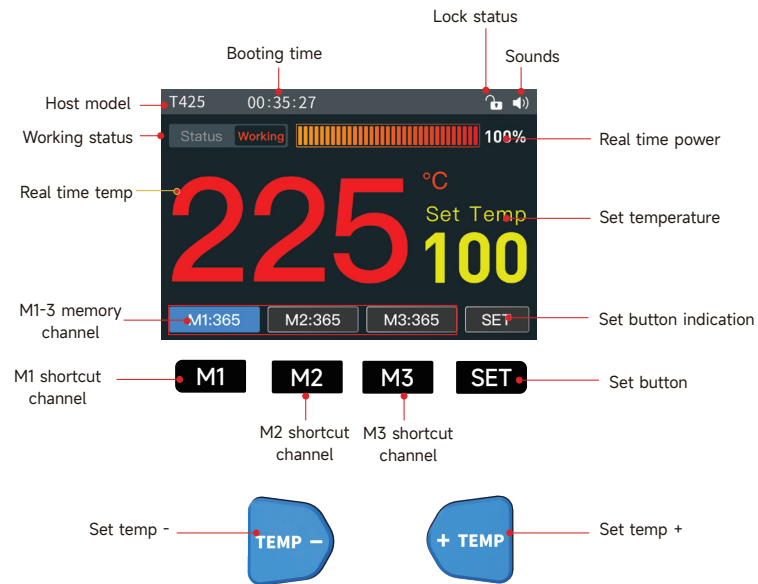 Lock status
Booting time
Sounds
Host model
T425 00:35:27
Working status
Status Working 100%
Real time power
Real time temp
225 °C
Set Temp
100
Set temperature
M1-3 memory
channel
M1:365 M2:365 M3:365 SET
Set button indication
M1 shortcut
channel
M1 M2 M3 SET
Set button
M2 shortcut
channel
M3 shortcut
channel
Set temp -
TEMP −
+ TEMP
Set temp +